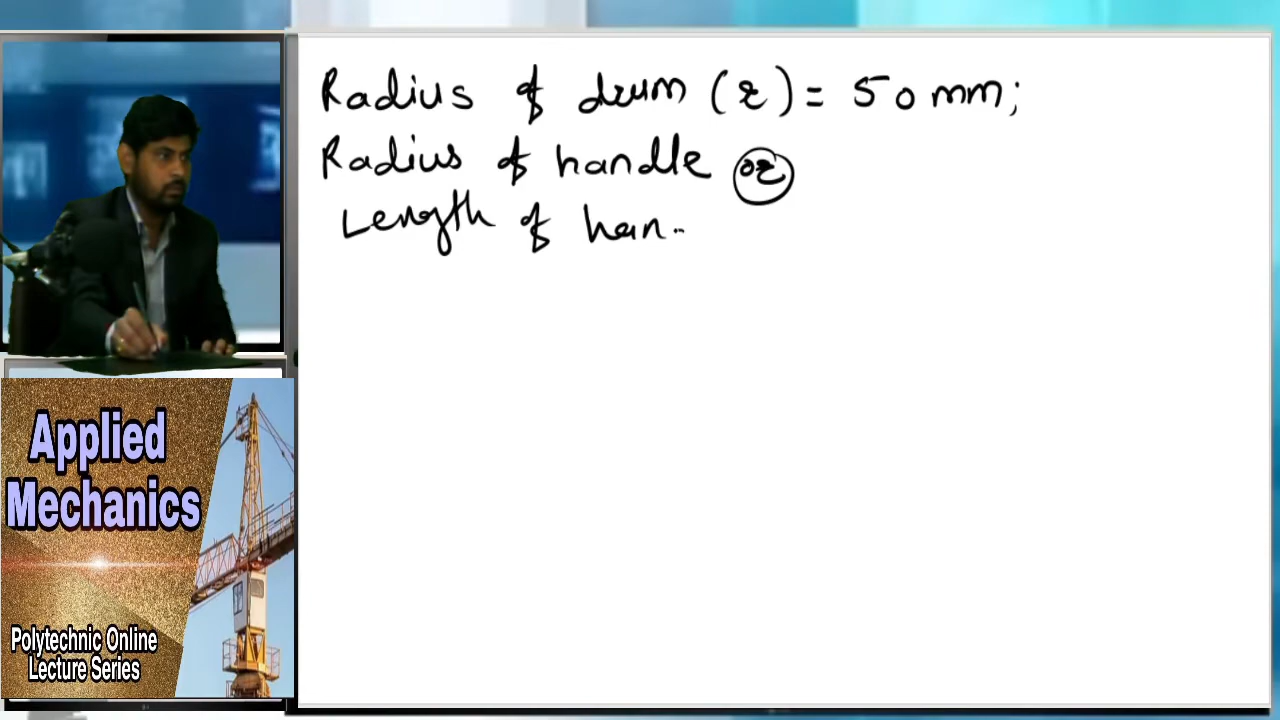 Radius of drum (r) = 50 mm;
Radius of handle or
Length of han
Applied
Mechanics
Polytechnic Online
Lecture Series